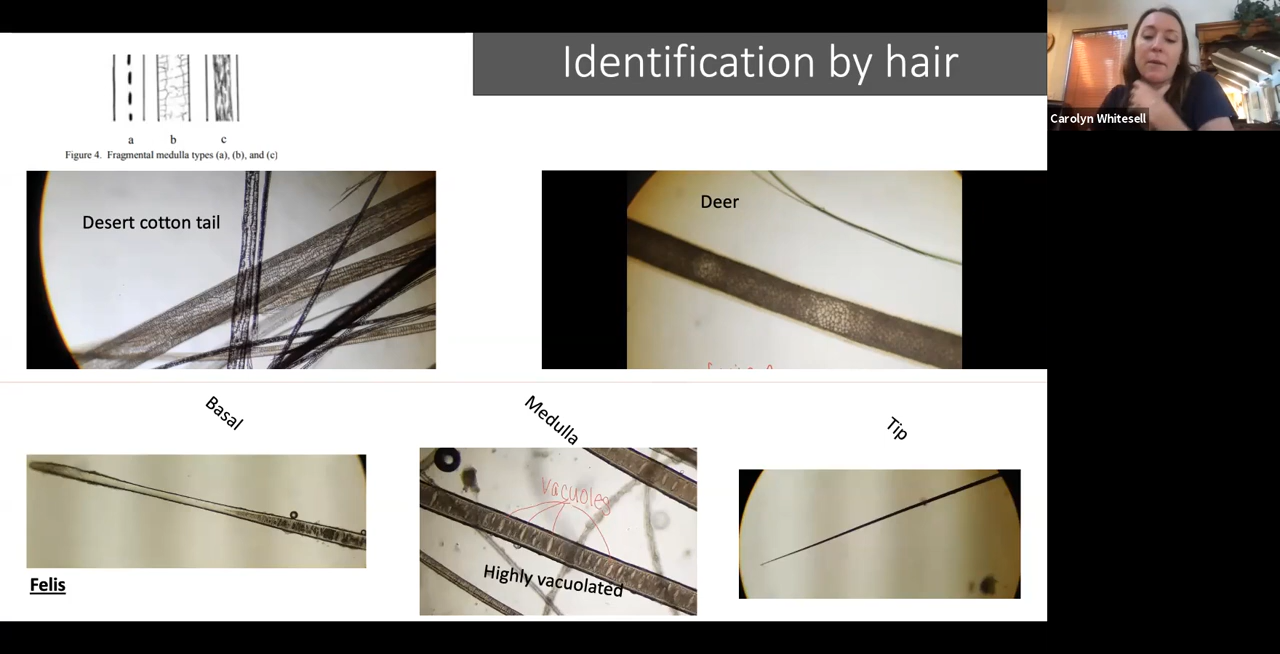 Identification by hair
Carolyn Whitesell
a b c
Figure 4. Fragmental medulla types (a), (b), and (c)
Desert cotton tail
Deer
Basal
Medulla
Tip
vacuoles
Highly vacuolated
Felis